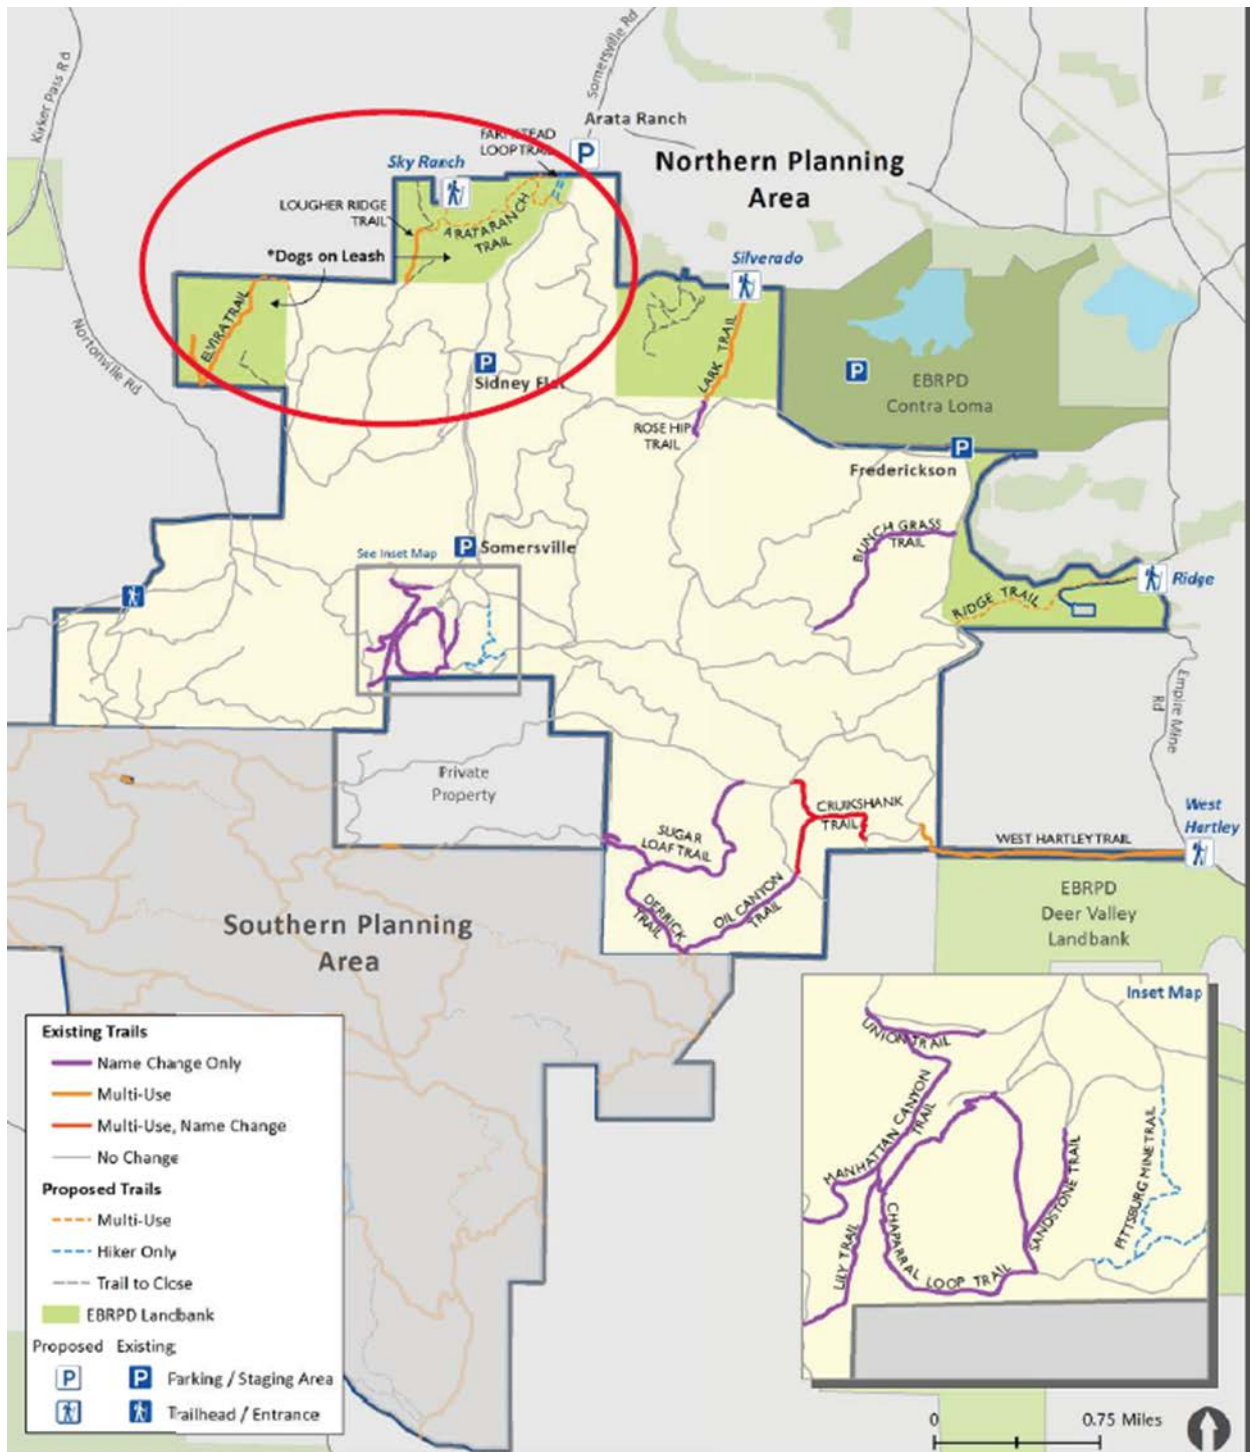 Kirker Pass Rd
Somersville Rd
Arata Ranch
FARMSTEAD
LOOP TRAIL
P
Northern Planning
Area
Sky Ranch
LOUGHER RIDGE
TRAIL
ARATA RANCH
TRAIL
*Dogs on Leash
Silverado
ELVIRA TRAIL
Nortonville Rd
P
Sidney Flat
LARK TRAIL
P
EBRPD
Contra Loma
ROSE HIP
TRAIL
P
Frederickson
BUNCH GRASS
TRAIL
See Inset Map
P
Somersville
Ridge
RIDGE TRAIL
Empire Mine
Rd
Private
Property
CRUIKSHANK
TRAIL
SUGAR
LOAF TRAIL
West
Hartley
WEST HARTLEY TRAIL
DERRICK
TRAIL
OIL CANYON
TRAIL
EBRPD
Deer Valley
Landbank
Southern Planning
Area
Inset Map
UNION TRAIL
MANHATTAN CANYON
TRAIL
PITTSBURG MINE TRAIL
SANDSTONE TRAIL
CHAPARRAL LOOP TRAIL
LILY TRAIL
Existing Trails
Name Change Only
Multi-Use
Multi-Use, Name Change
No Change
Proposed Trails
Multi-Use
Hiker Only
Trail to Close
EBRPD Landbank
Proposed Existing
P P Parking / Staging Area
Trailhead / Entrance
0 0.75 Miles